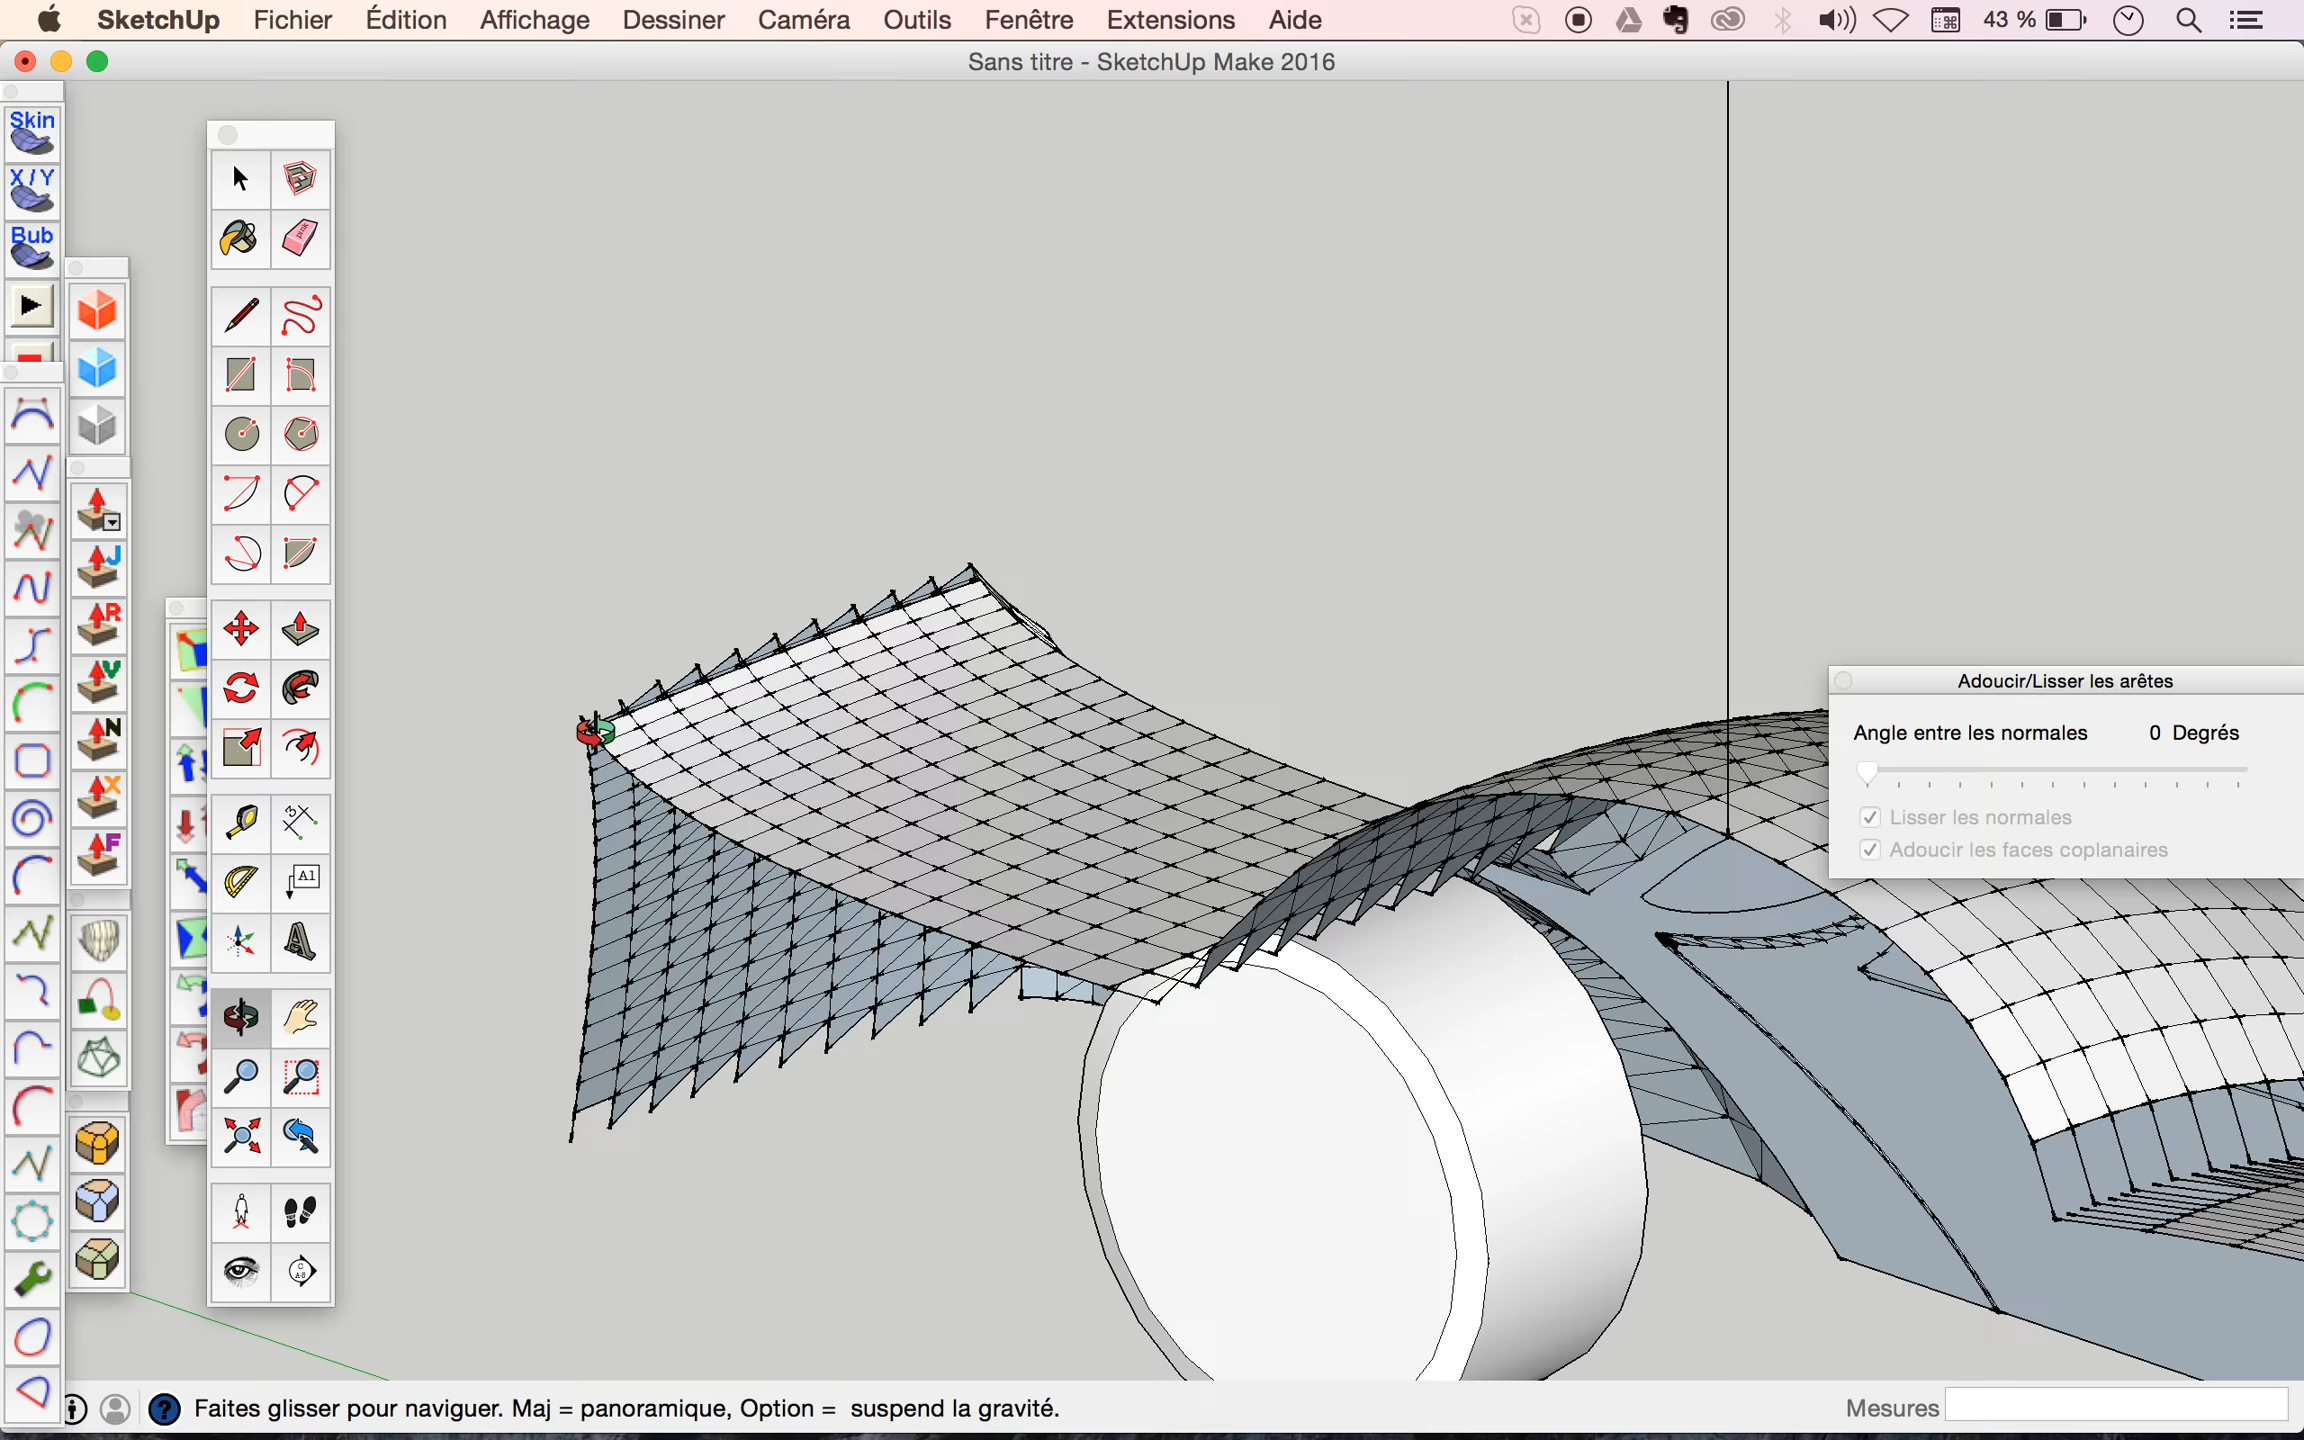 SketchUp Fichier Édition Affichage Dessiner Caméra Outils Fenêtre Extensions Aide 43 %
Sans titre - SketchUp Make 2016
Skin
X/Y
Bub
J
R
V
N
X
F
3
A1
C
A-B
Adoucir/Lisser les arêtes
Angle entre les normales 0 Degrés
Lisser les normales
Adoucir les faces coplanaires
Faites glisser pour naviguer. Maj = panoramique, Option = suspend la gravité.
Mesures